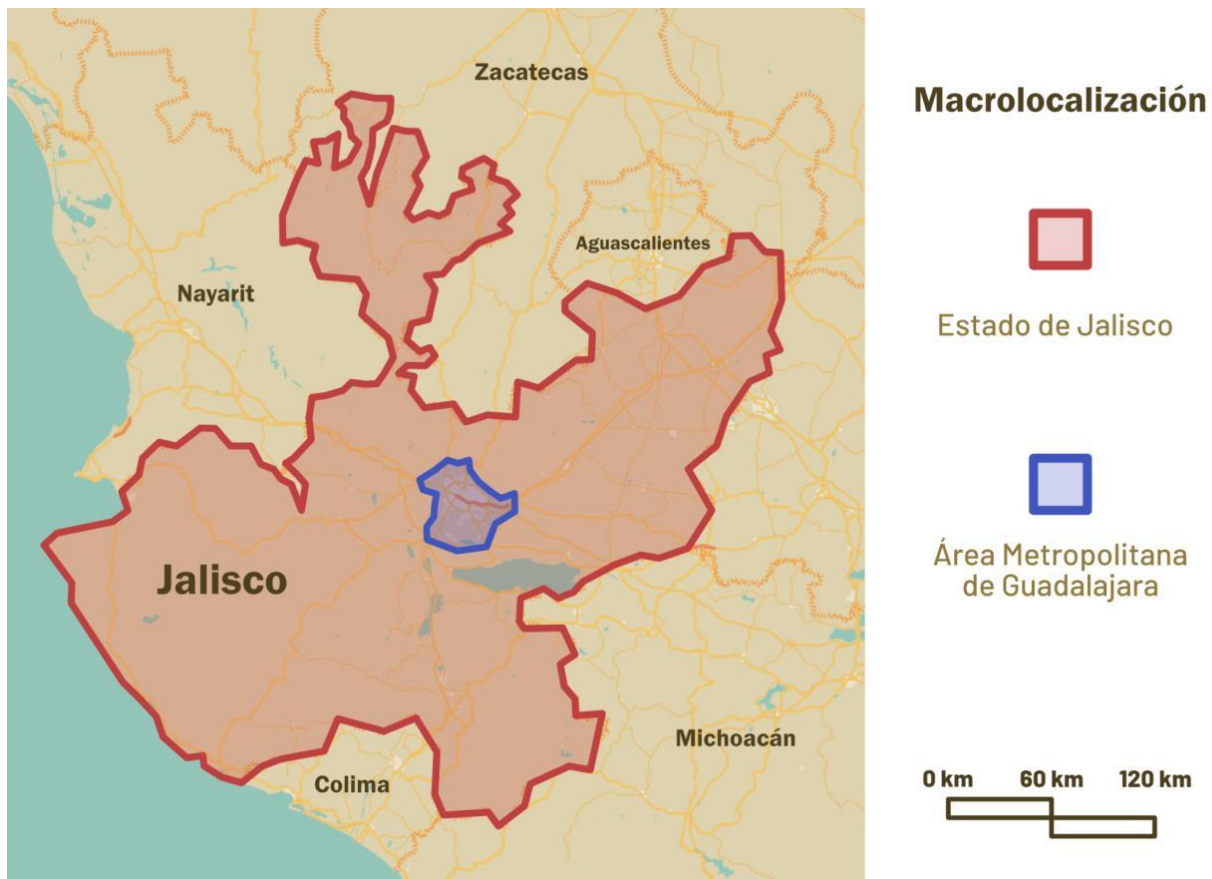 Zacatecas
Aguascalientes
Nayarit
Jalisco
Michoacán
Colima
Macrolocalización
Estado de Jalisco
Área Metropolitana
de Guadalajara
0 km 60 km 120 km